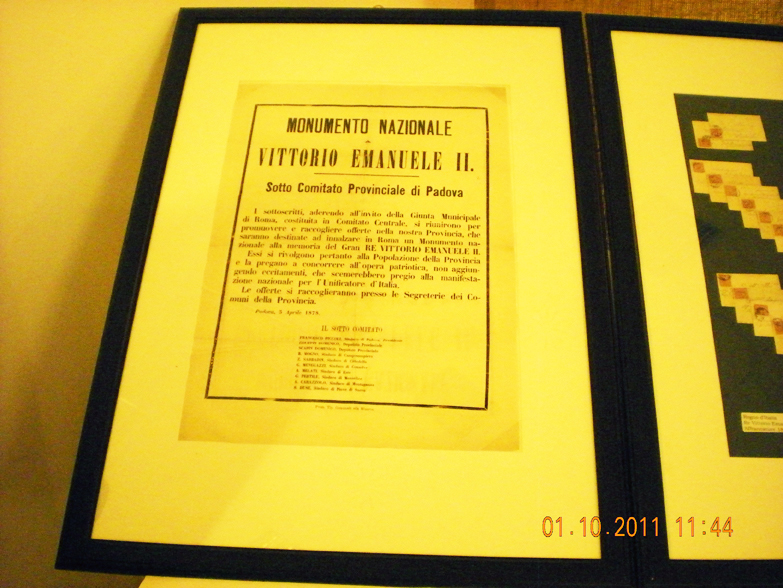 MONUMENTO NAZIONALE
A
VITTORIO EMANUELE II.
Sotto Comitato Provinciale di Padova
I sottoscritti, aderendo all'invito della Giunta Municipale
di Roma, costituita in Comitato Centrale, si riunirono per
promuovere e raccogliere offerte nella nostra Provincia, che
saranno destinate ad innalzare in Roma un Monumento na-
zionale alla memoria del Gran RE VITTORIO EMANUELE II.
Essi si rivolgono pertanto alla Popolazione della Provincia
e la pregano a concorrere all'opera patriotica, non aggiun-
gendo eccitamenti, che scemerebbero pregio alla manifesta-
zione nazionale per l'Unificatore d'Italia.
Le offerte si raccoglieranno presso le Segreterie dei Co-
muni della Provincia.
Padova, 5 Aprile 1878.
IL SOTTO COMITATO
Regno d'Italia
Re Vittorio
01.10.2011 11:44